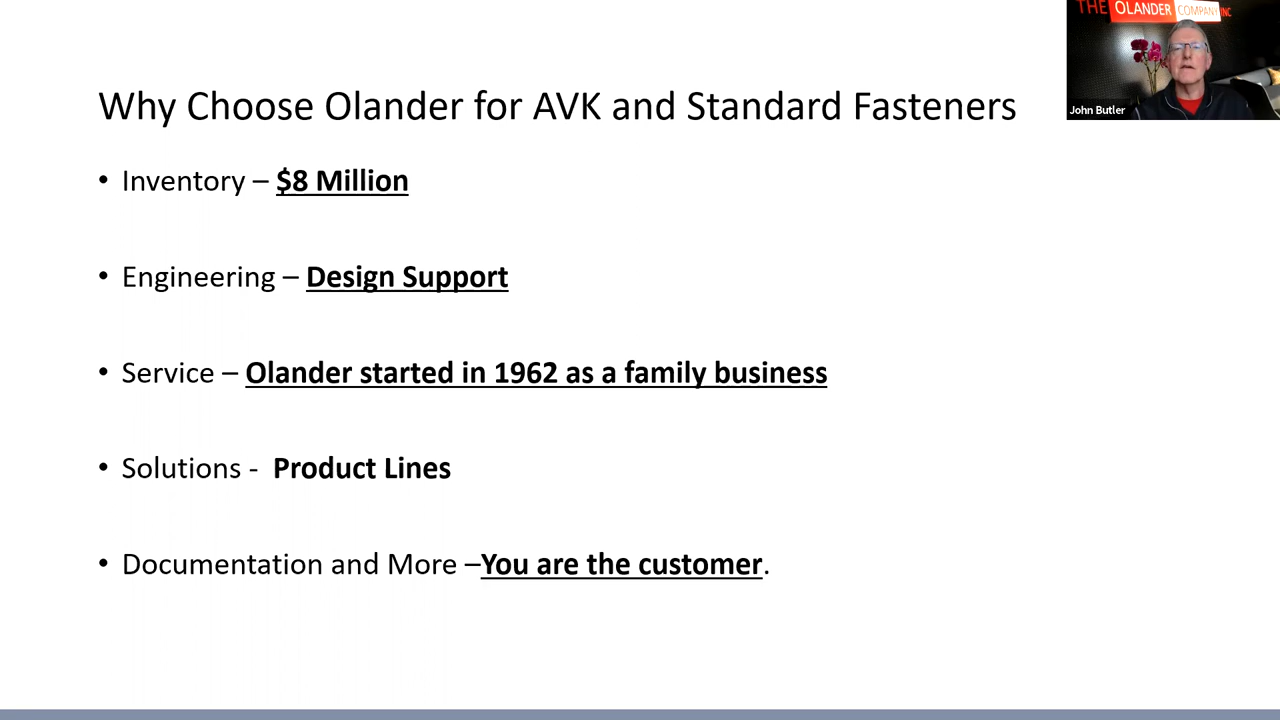 THE OLANDER COMPANY INC
John Butler
Why Choose Olander for AVK and Standard Fasteners
• Inventory – $8 Million
• Engineering – Design Support
• Service – Olander started in 1962 as a family business
• Solutions - Product Lines
• Documentation and More –You are the customer.